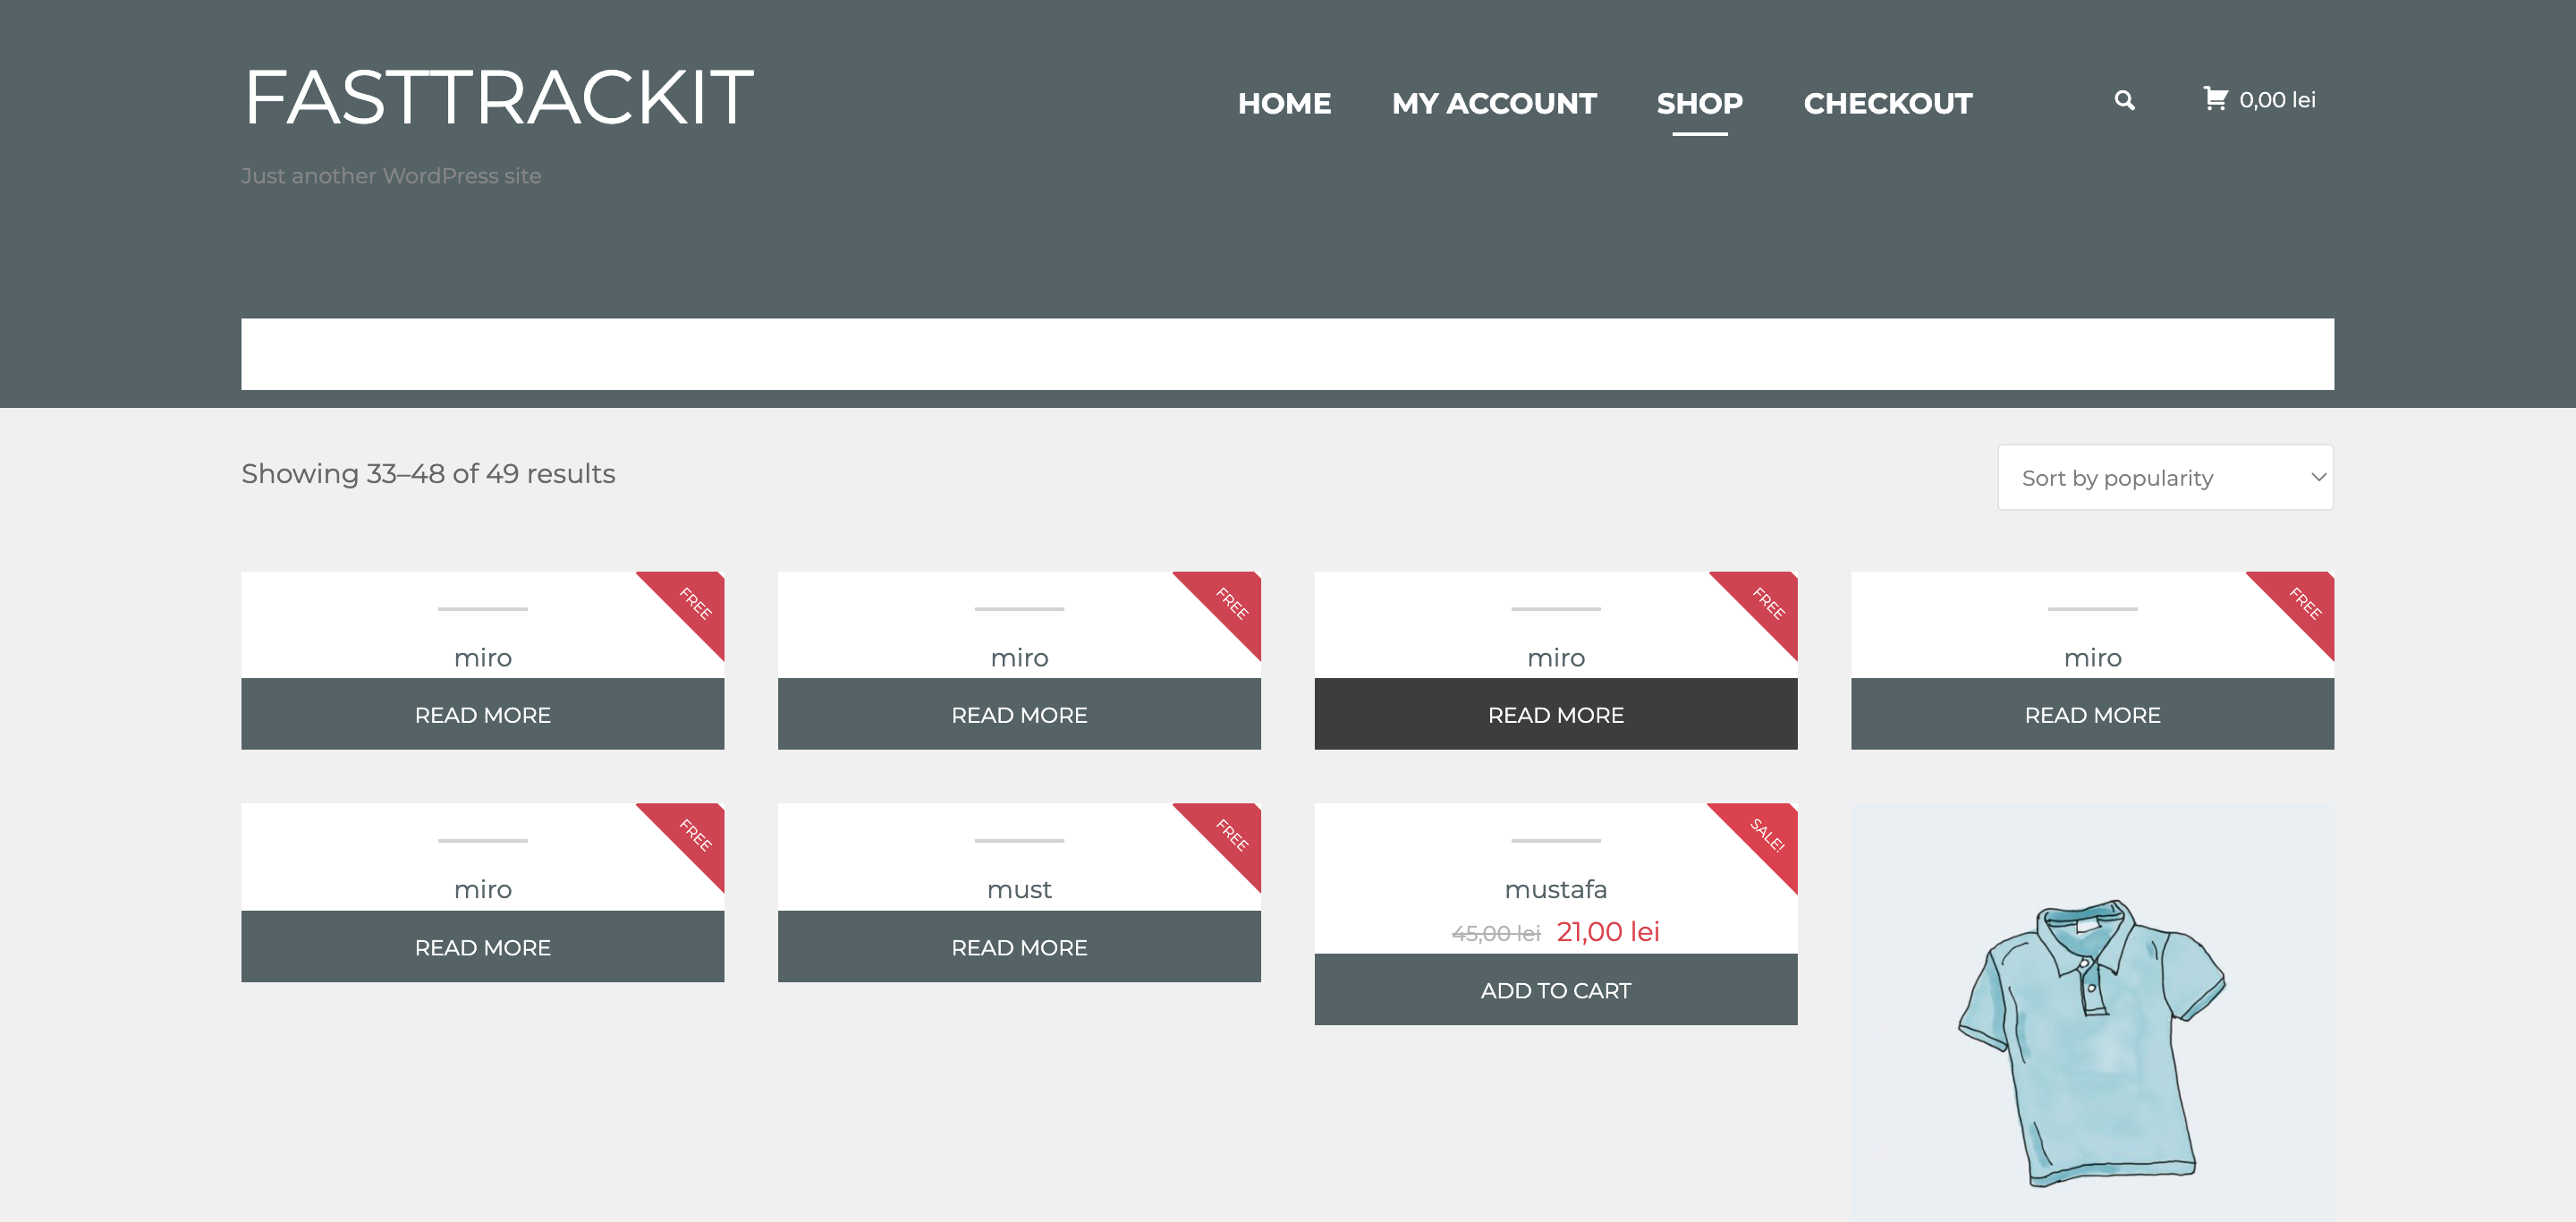 FASTTRACKIT
Just another WordPress site
HOME MY ACCOUNT SHOP CHECKOUT 0,00 lei
Showing 33–48 of 49 results
Sort by popularity
FREE FREE FREE FREE
miro miro miro miro
READ MORE READ MORE READ MORE READ MORE
FREE FREE SALE!
miro must mustafa
45,00 lei 21,00 lei
READ MORE READ MORE
ADD TO CART